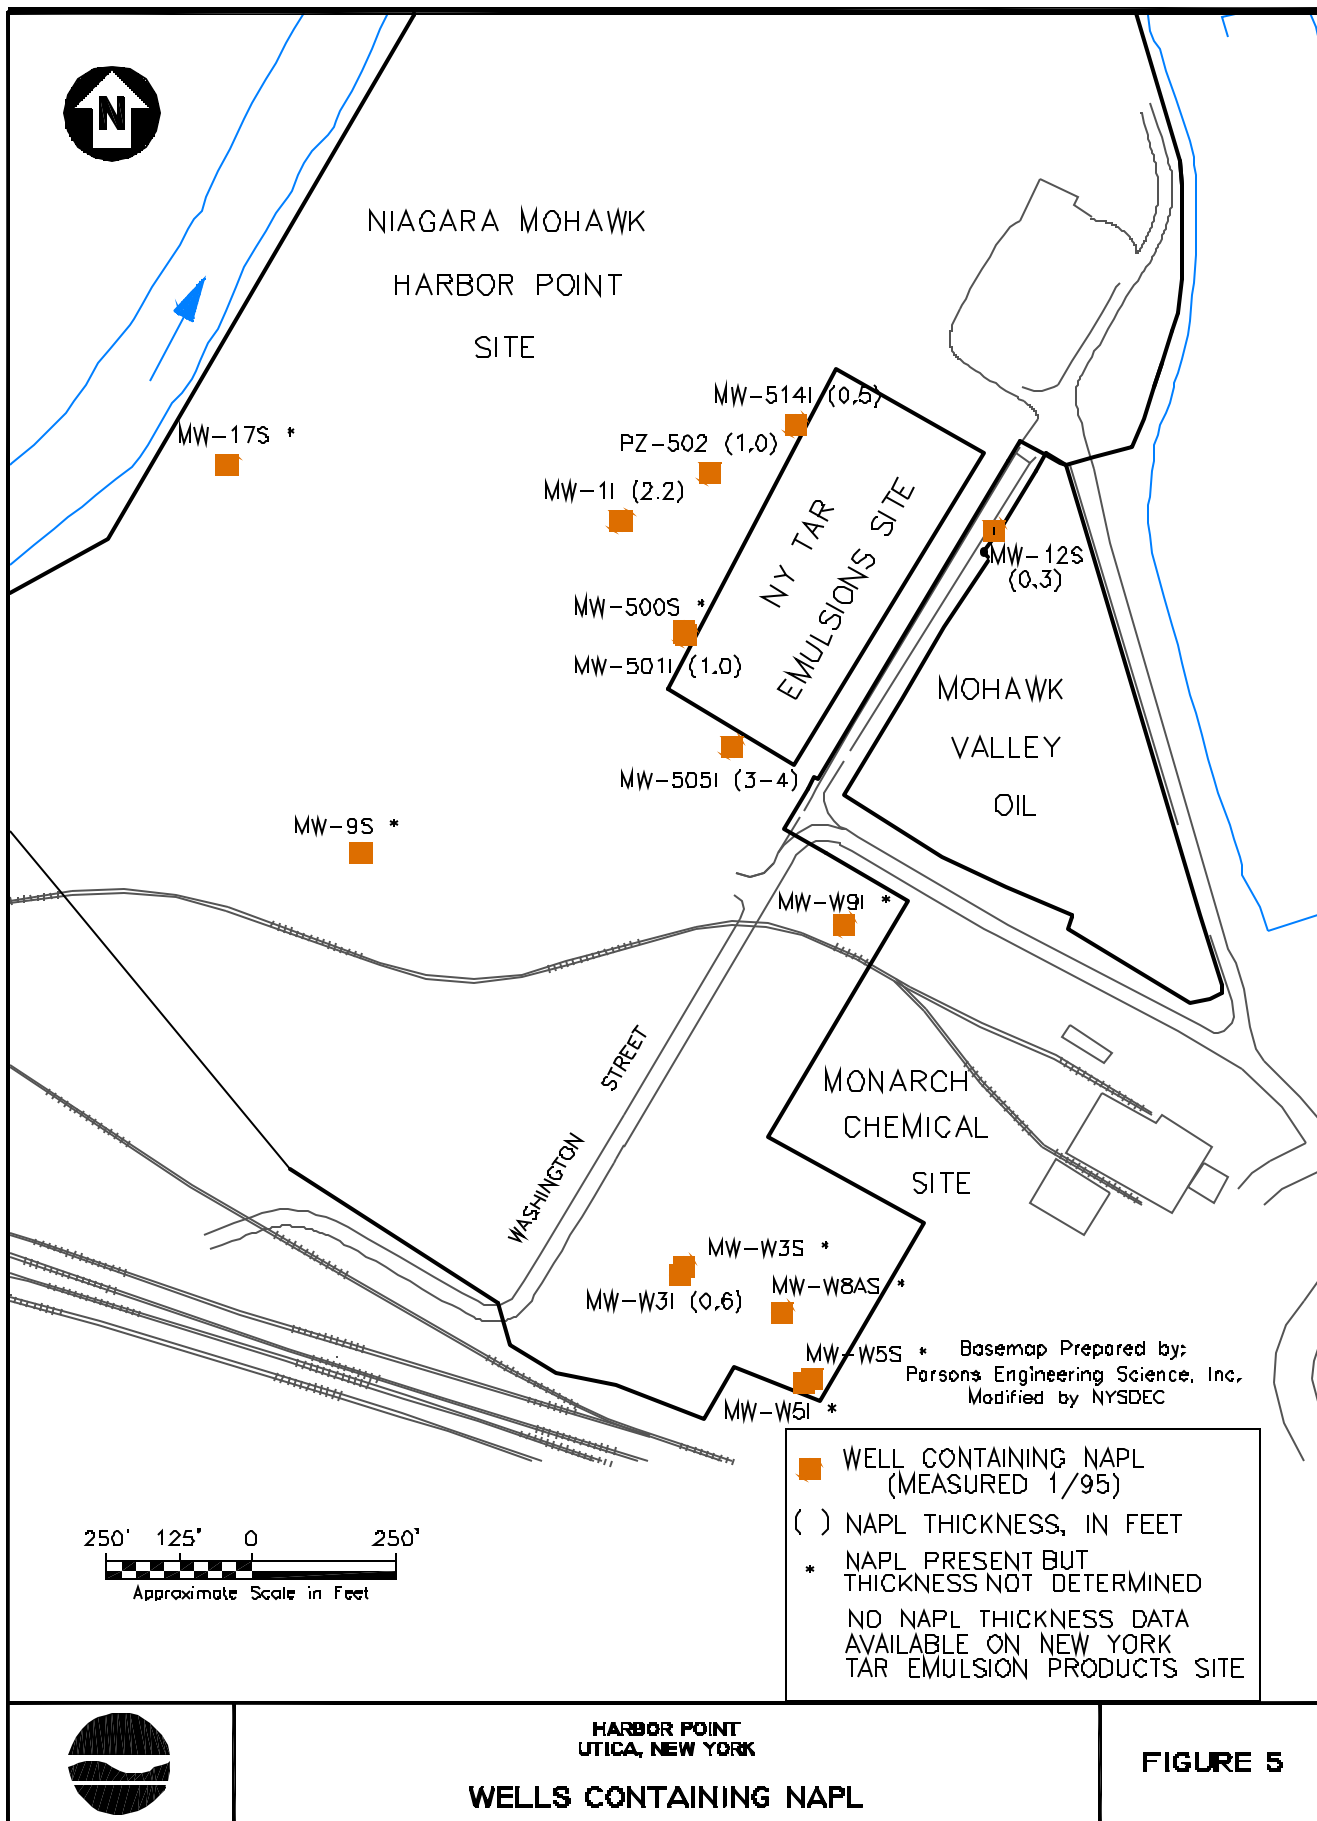 N
NIAGARA MOHAWK
HARBOR POINT
SITE
MW-514I (0.5)
MW-17S *
PZ-502 (1.0)
MW-1I (2.2)
NY TAR
EMULSIONS SITE
MW-12S
(0.3)
MW-500S *
MW-501I (1.0)
MOHAWK
VALLEY
OIL
MW-505I (3-4)
MW-9S *
MW-W9I *
WASHINGTON STREET
MONARCH
CHEMICAL
SITE
MW-W3S *
MW-W8AS *
MW-W3I (0.6)
MW-W5S *
MW-W5I *
Basemap Prepared by:
Parsons Engineering Science, Inc.
Modified by NYSDEC
WELL CONTAINING NAPL
(MEASURED 1/95)
( ) NAPL THICKNESS, IN FEET
* NAPL PRESENT BUT
THICKNESS NOT DETERMINED
NO NAPL THICKNESS DATA
AVAILABLE ON NEW YORK
TAR EMULSION PRODUCTS SITE
250' 125' 0 250'
Approximate Scale in Feet
HARBOR POINT
UTICA, NEW YORK
WELLS CONTAINING NAPL
FIGURE 5